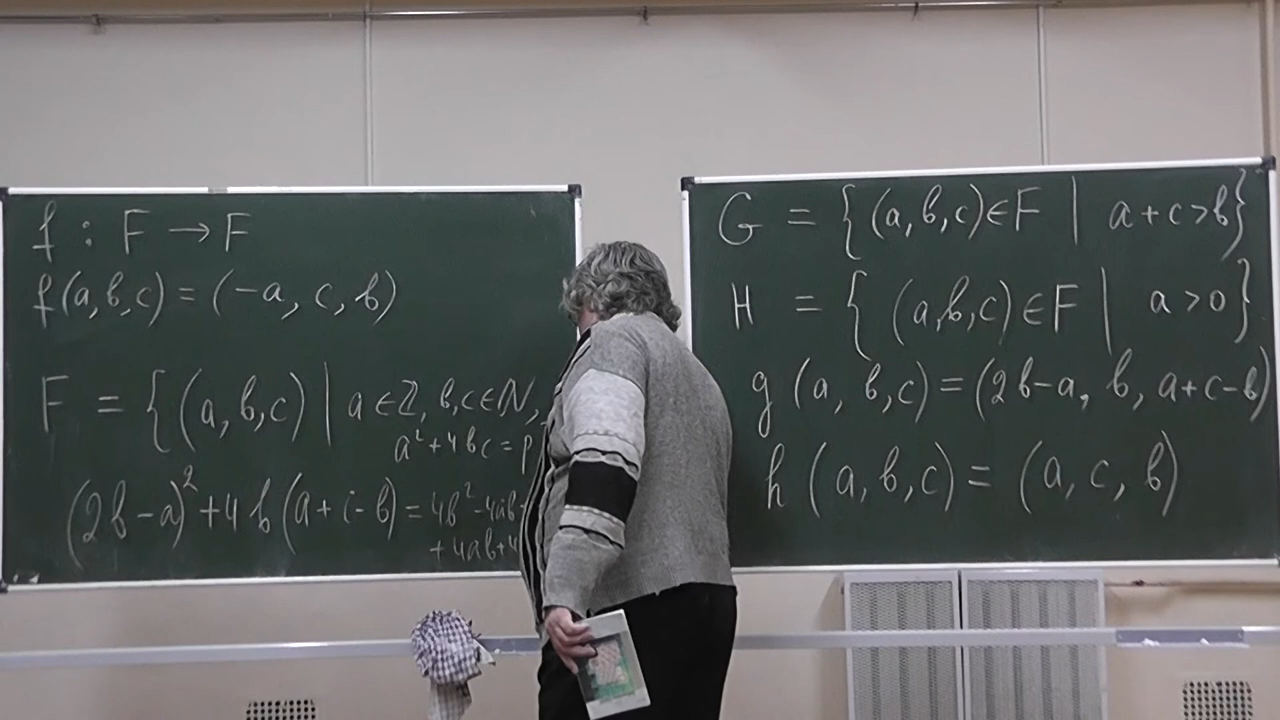 f : F → F
f(a, b, c) = (-a, c, b)
F = {(a, b, c) | a ∈ ℤ, b, c ∈ ℕ,
a² + 4bc = p
(2b-a)² + 4b(a+c-b) = 4b² - 4ab
+ 4ab + 4
G = {(a, b, c) ∈ F | a + c > b}
H = {(a, b, c) ∈ F | a > 0}
g (a, b, c) = (2b-a, b, a+c-b)
h (a, b, c) = (a, c, b)